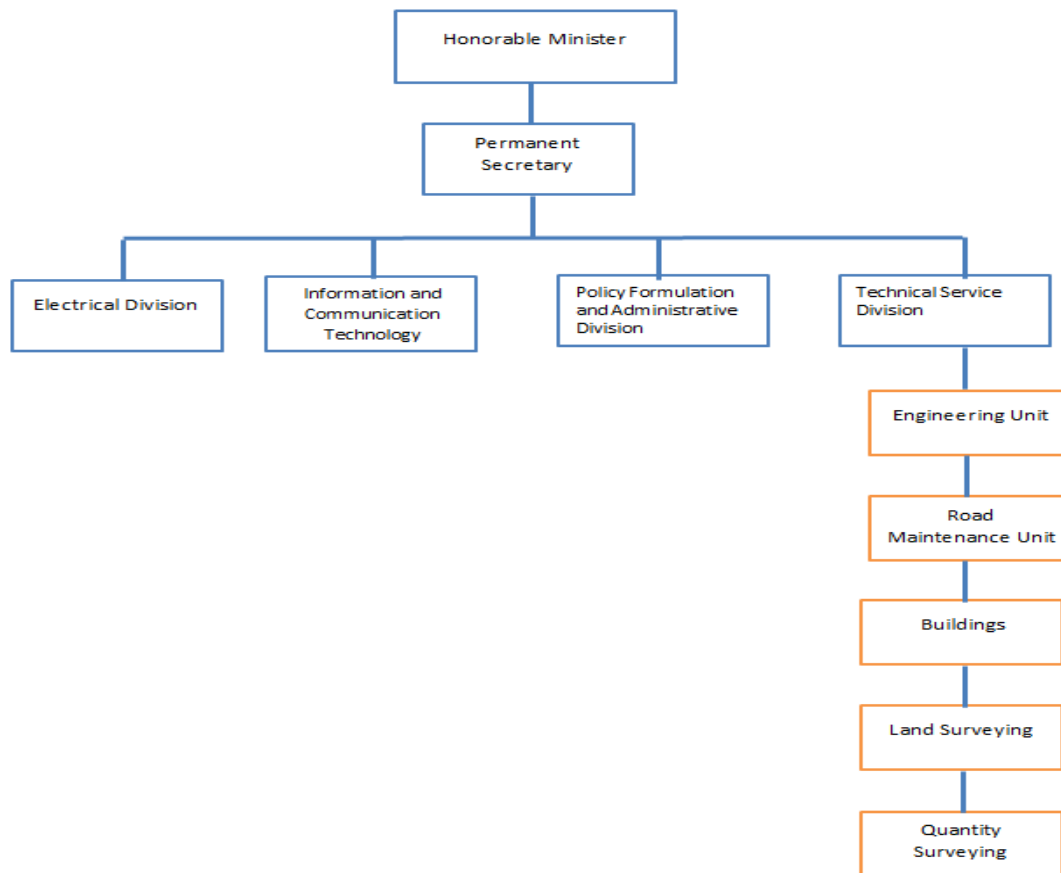 Honorable Minister
Permanent
Secretary
Electrical Division
Information and
Communication
Technology
Policy Formulation
and Administrative
Division
Technical Service
Division
Engineering Unit
Road
Maintenance Unit
Buildings
Land Surveying
Quantity
Surveying